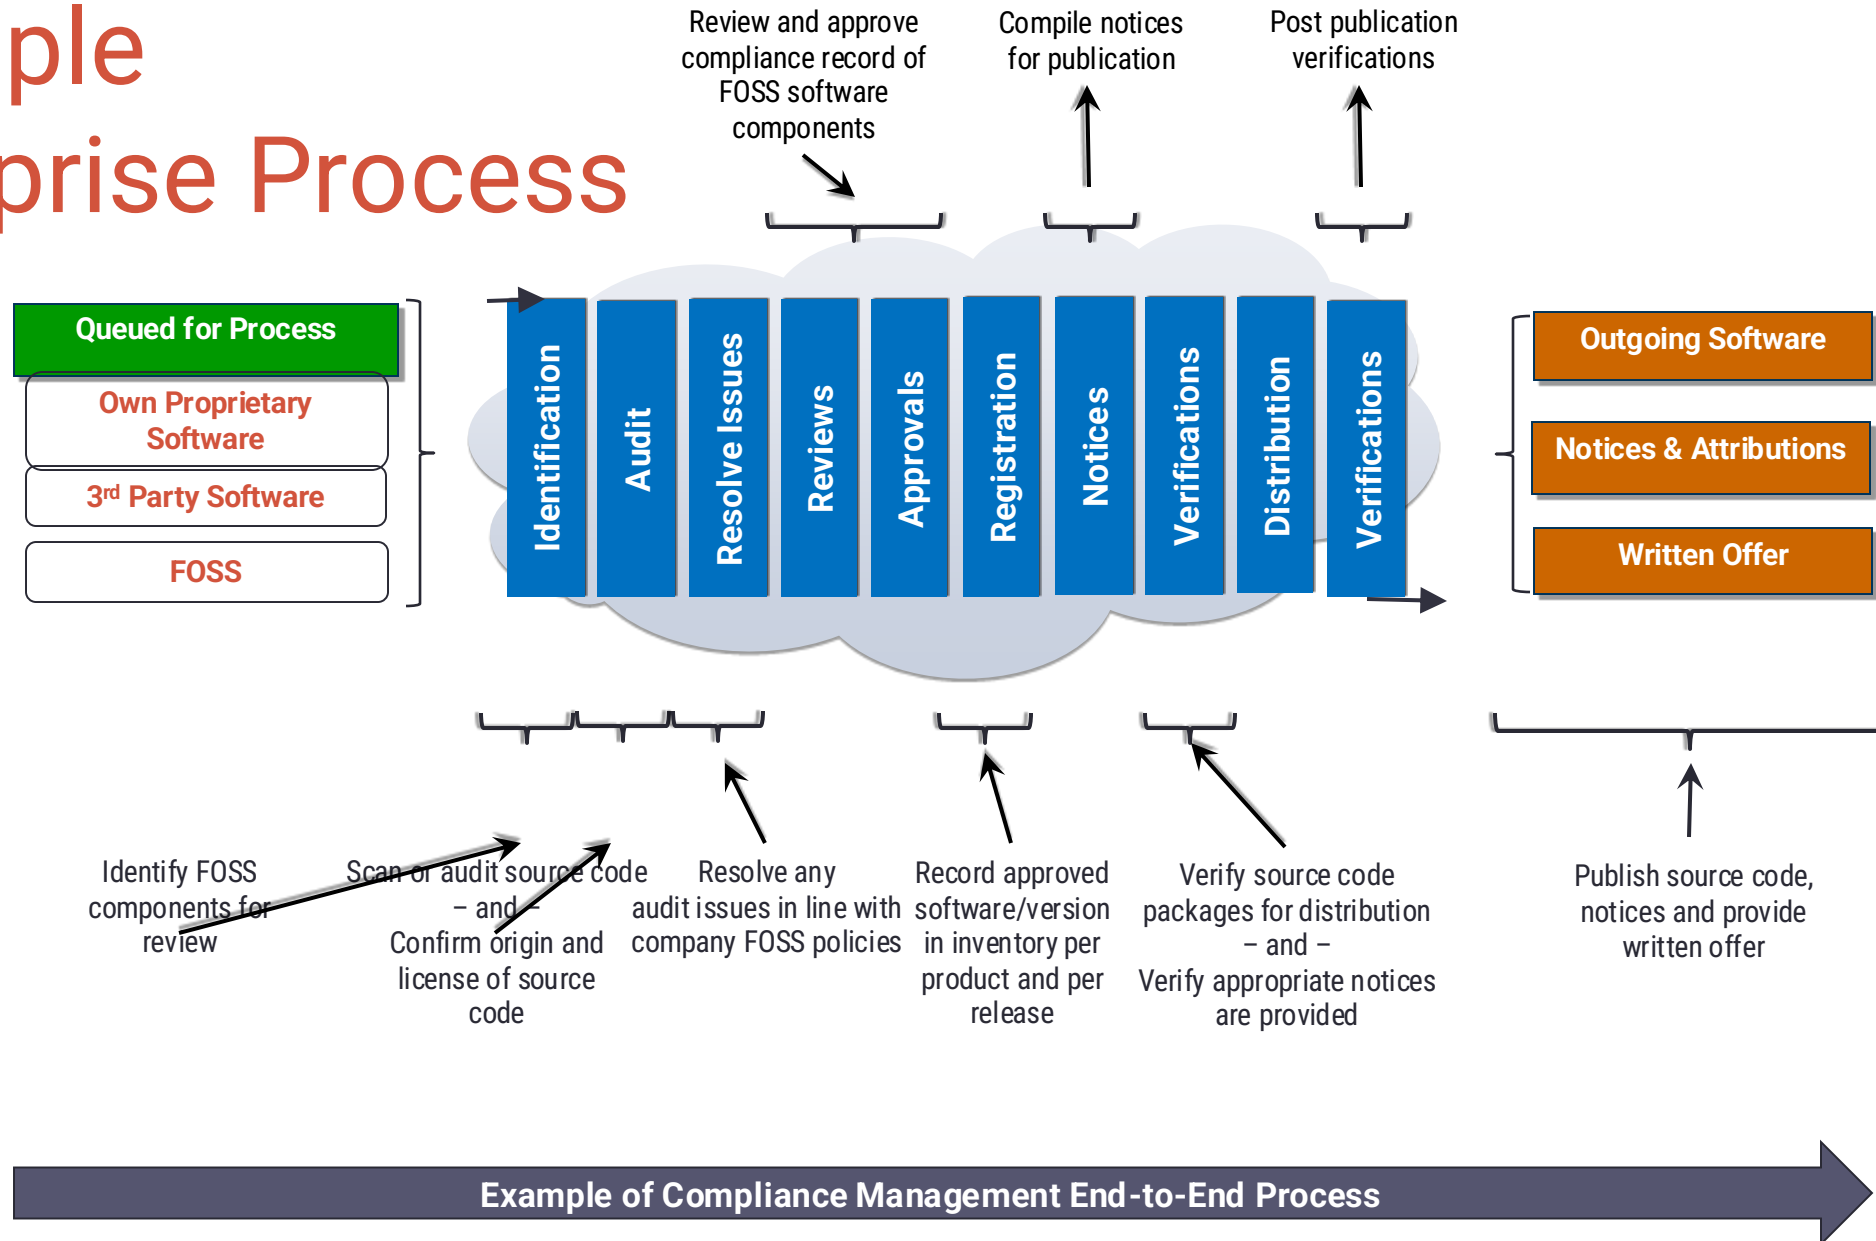 ple
prise Process
Review and approve
compliance record of
FOSS software
components
Compile notices
for publication
Post publication
verifications
Queued for Process
Own Proprietary
Software
3rd Party Software
FOSS
Identification
Audit
Resolve Issues
Reviews
Approvals
Registration
Notices
Verifications
Distribution
Verifications
Outgoing Software
Notices & Attributions
Written Offer
Identify FOSS
components for
review
Scan or audit source code
– and –
Confirm origin and
license of source
code
Resolve any
audit issues in line with
company FOSS policies
Record approved
software/version
in inventory per
product and per
release
Verify source code
packages for distribution
– and –
Verify appropriate notices
are provided
Publish source code,
notices and provide
written offer
Example of Compliance Management End-to-End Process